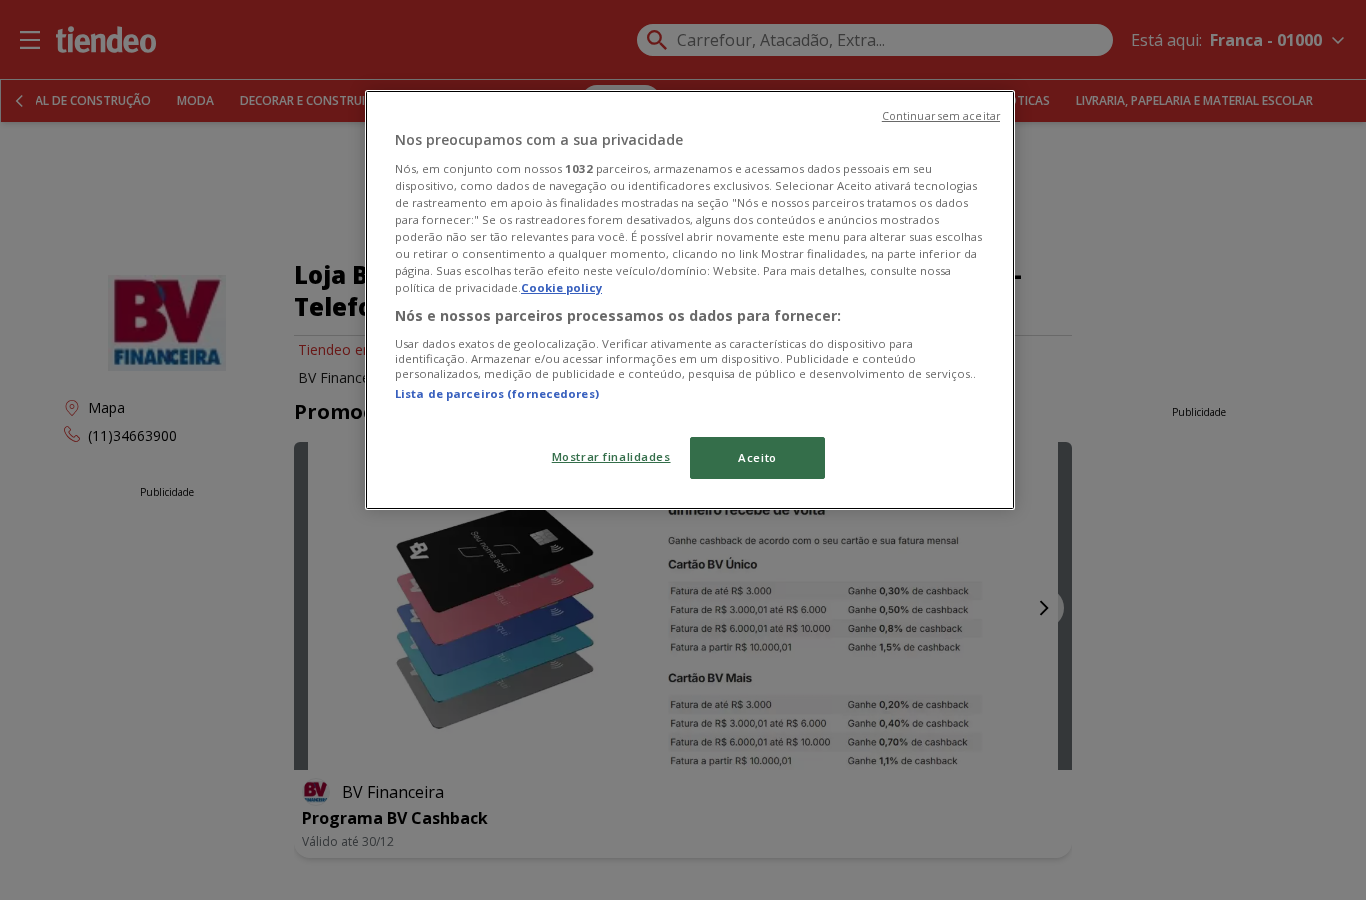 tiendeo
Carrefour, Atacadão, Extra...
Está aqui: Franca - 01000
AL DE CONSTRUÇÃO MODA DECORAR E CONSTRU
LIVRARIA, PAPELARIA E MATERIAL ESCOLAR
Continuar sem aceitar
Nos preocupamos com a sua privacidade
Nós, em conjunto com nossos 1032 parceiros, armazenamos e acessamos dados pessoais em seu
dispositivo, como dados de navegação ou identificadores exclusivos. Selecionar Aceito ativará tecnologias
de rastreamento em apoio às finalidades mostradas na seção "Nós e nossos parceiros tratamos os dados
para fornecer:" Se os rastreadores forem desativados, alguns dos conteúdos e anúncios mostrados
poderão não ser tão relevantes para você. É possível abrir novamente este menu para alterar suas escolhas
ou retirar o consentimento a qualquer momento, clicando no link Mostrar finalidades, na parte inferior da
página. Suas escolhas terão efeito neste veículo/domínio: Website. Para mais detalhes, consulte nossa
política de privacidade.Cookie policy
Nós e nossos parceiros processamos os dados para fornecer:
Usar dados exatos de geolocalização. Verificar ativamente as características do dispositivo para
identificação. Armazenar e/ou acessar informações em um dispositivo. Publicidade e conteúdo
personalizados, medição de publicidade e conteúdo, pesquisa de público e desenvolvimento de serviços..
Lista de parceiros (fornecedores)
Mostrar finalidades
Aceito
BV
FINANCEIRA
Mapa
(11)34663900
Publicidade
Loja B
Telefo
Tiendeo e
BV Finance
Promo
Publicidade
Seu nome aqui
dinheiro recebe de volta
Ganhe cashback de acordo com o seu cartão e sua fatura mensal
Cartão BV Único
Fatura de até R$ 3.000 Ganhe 0,30% de cashback
Fatura de R$ 3.000,01 até R$ 6.000 Ganhe 0,50% de cashback
Fatura de R$ 6.000,01 até R$ 10.000 Ganhe 0,8% de cashback
Fatura a partir R$ 10.000,01 Ganhe 1,5% de cashback
Cartão BV Mais
Fatura de até R$ 3.000 Ganhe 0,20% de cashback
Fatura de R$ 3.000,01 até R$ 6.000 Ganhe 0,40% de cashback
Fatura de R$ 6.000,01 até R$ 10.000 Ganhe 0,70% de cashback
Fatura a partir R$ 10.000,01 Ganhe 1,1% de cashback
BV Financeira
Programa BV Cashback
Válido até 30/12